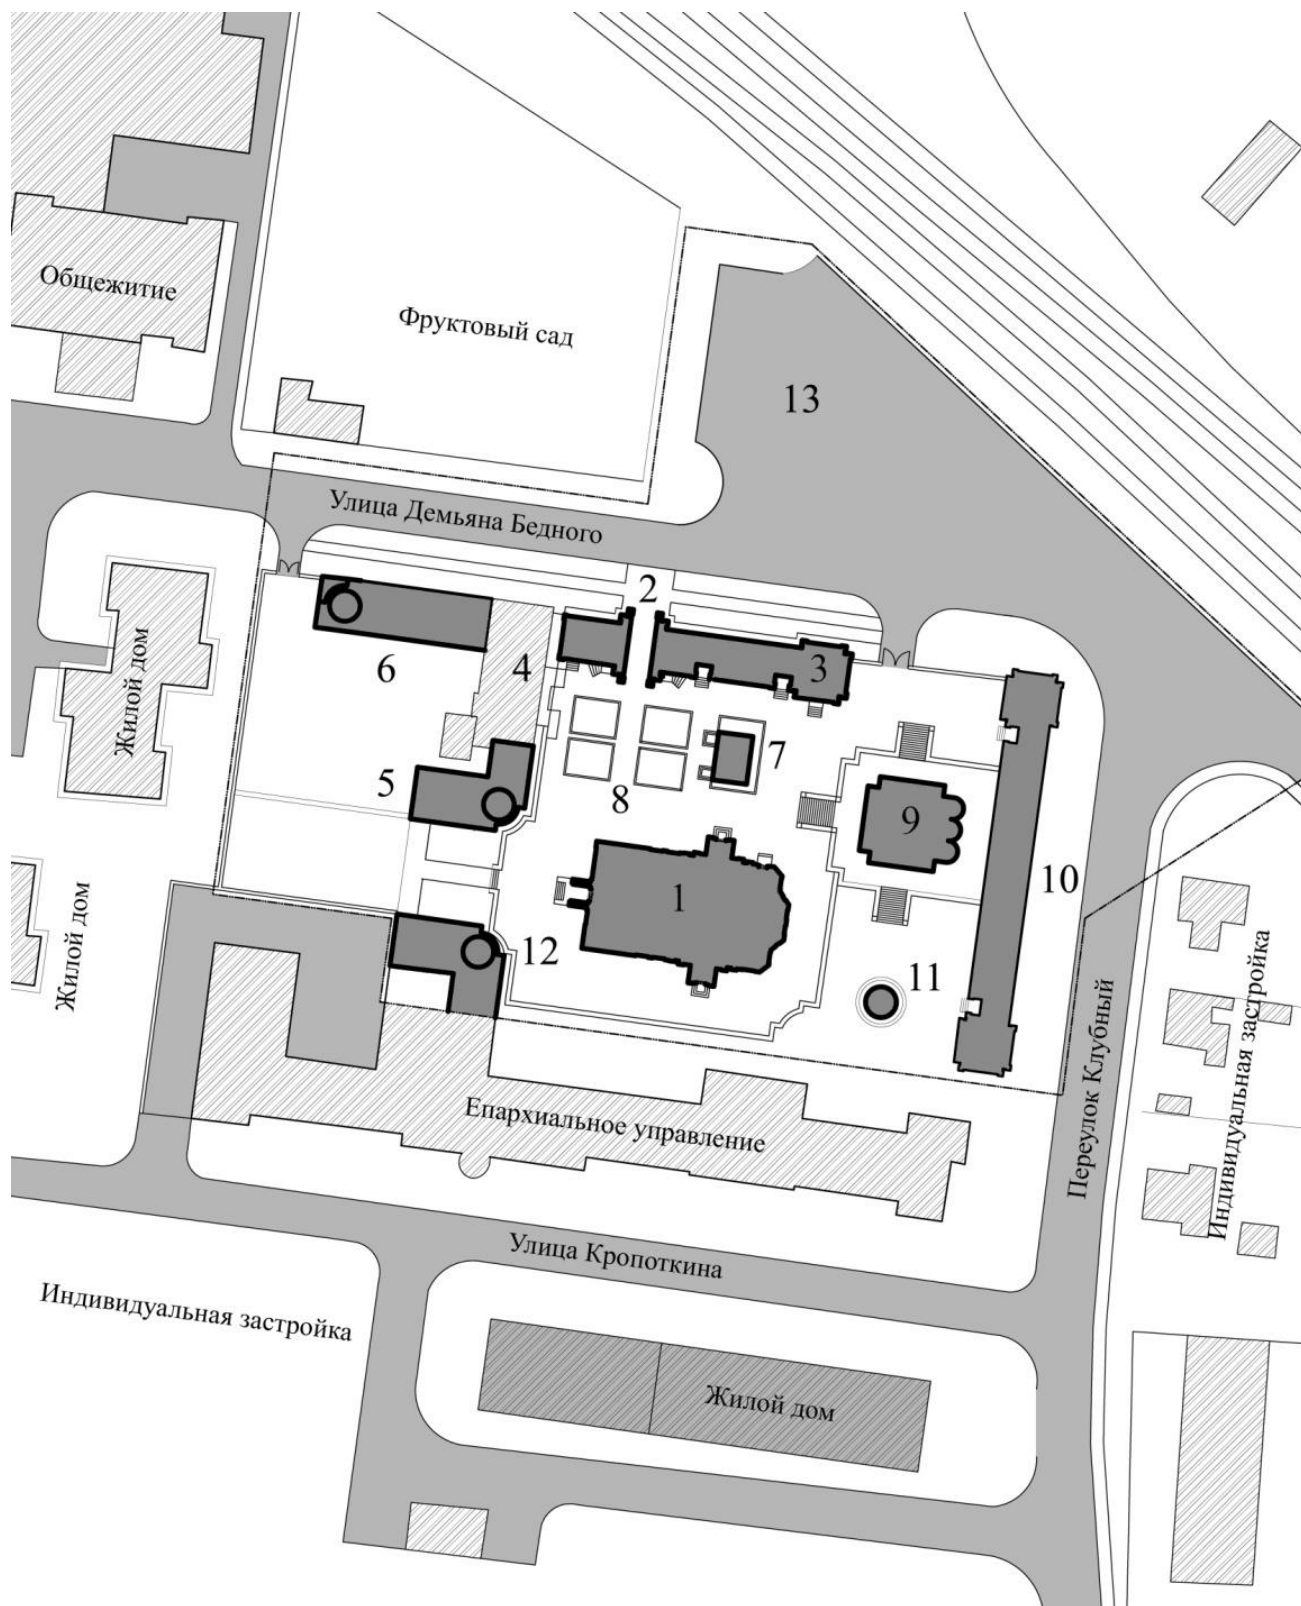 Общежитие
Фруктовый сад
13
Улица Демьяна Бедного
2
6
4
3
Жилой дом
7
5
8
9
10
1
Жилой дом
12
11
Индивидуальная застройка
Переулок Клубный
Епархиальное управление
Улица Кропоткина
Индивидуальная застройка
Жилой дом